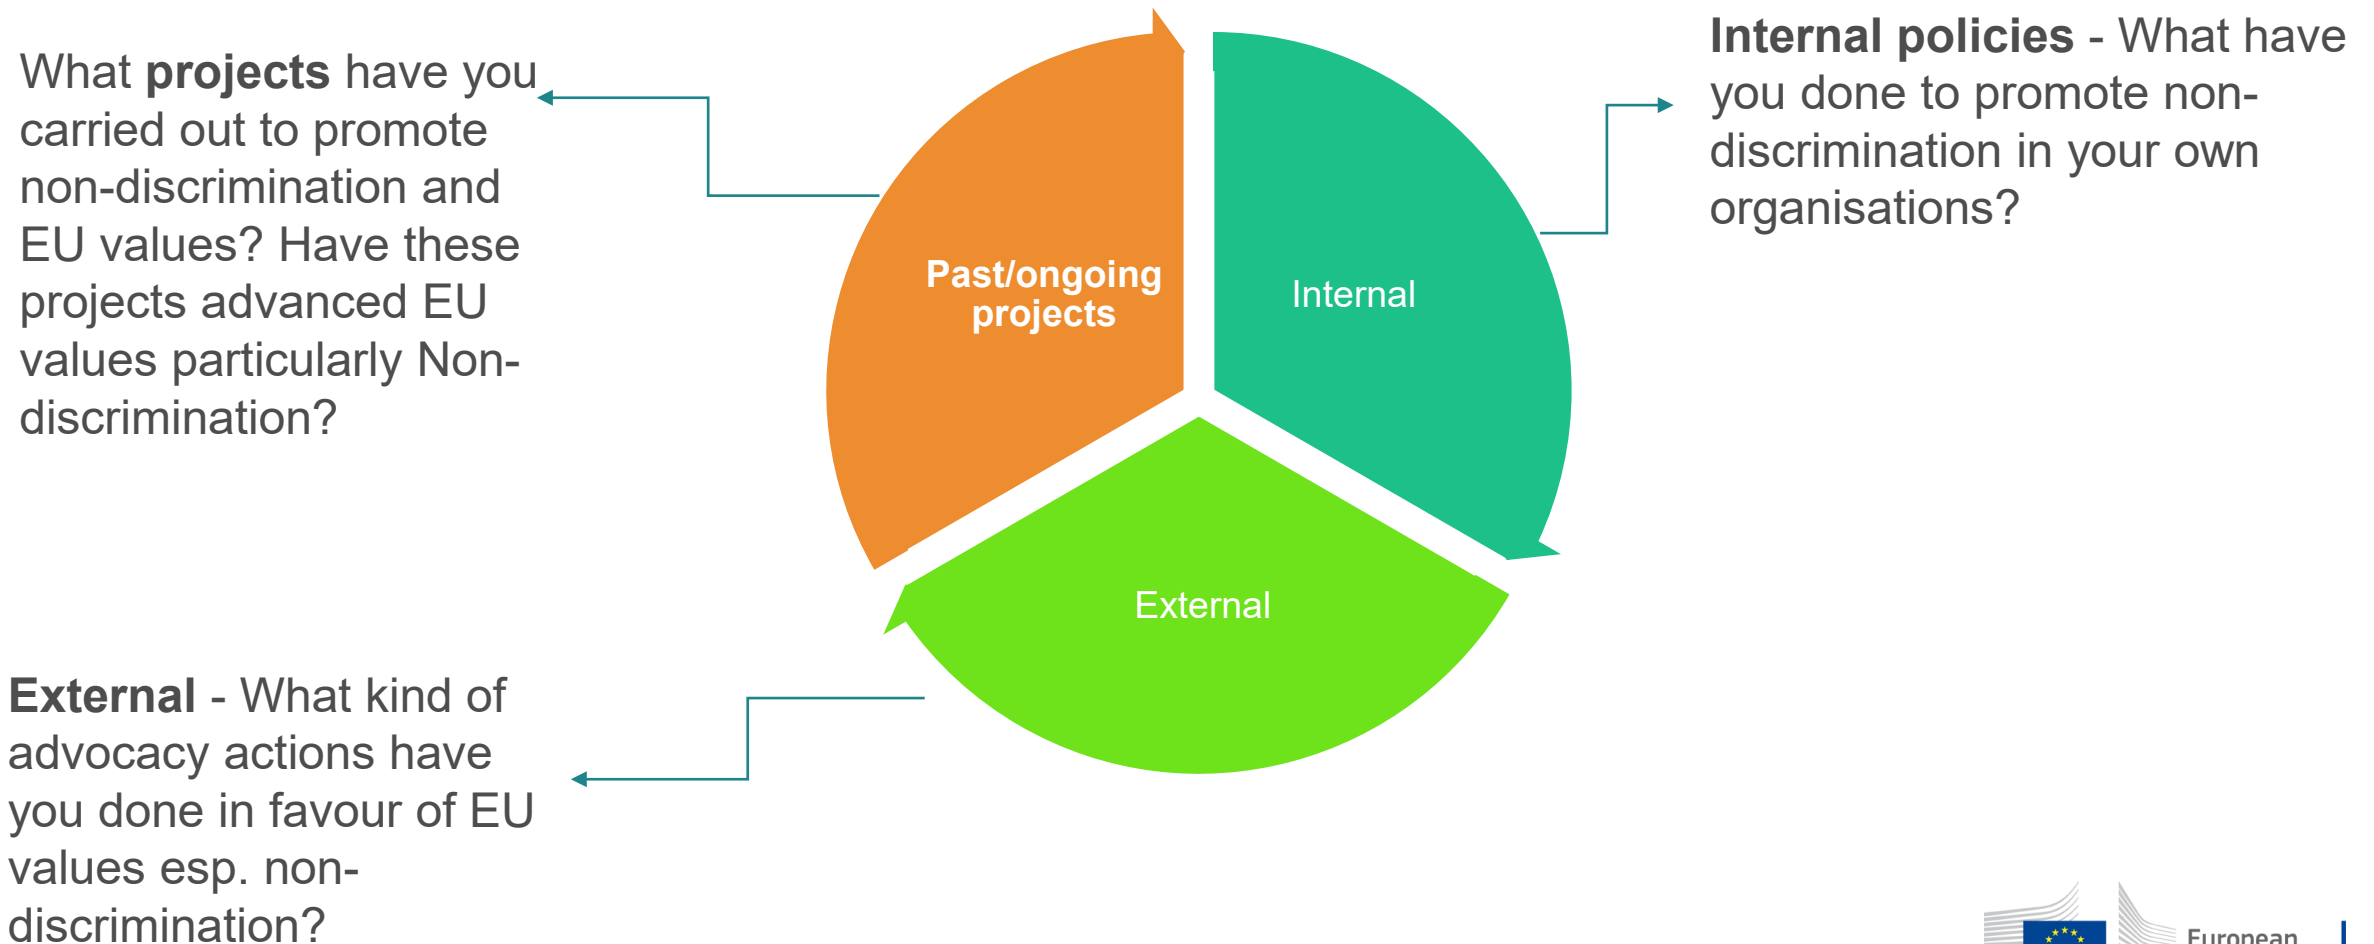 What projects have you
carried out to promote
non-discrimination and
EU values? Have these
projects advanced EU
values particularly Non-
discrimination?
Past/ongoing
projects
Internal
Internal policies - What have
you done to promote non-
discrimination in your own
organisations?
External
External - What kind of
advocacy actions have
you done in favour of EU
values esp. non-
discrimination?
European